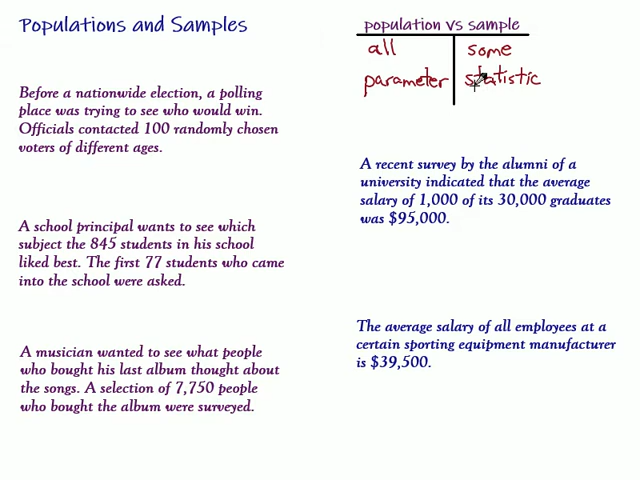 Populations and Samples
Before a nationwide election, a polling
place was trying to see who would win.
Officials contacted 100 randomly chosen
voters of different ages.
A school principal wants to see which
subject the 845 students in his school
liked best. The first 77 students who came
into the school were asked.
A musician wanted to see what people
who bought his last album thought about
the songs. A selection of 7,750 people
who bought the album were surveyed.
population vs sample
all some
parameter statistic
A recent survey by the alumni of a
university indicated that the average
salary of 1,000 of its 30,000 graduates
was $95,000.
The average salary of all employees at a
certain sporting equipment manufacturer
is $39,500.